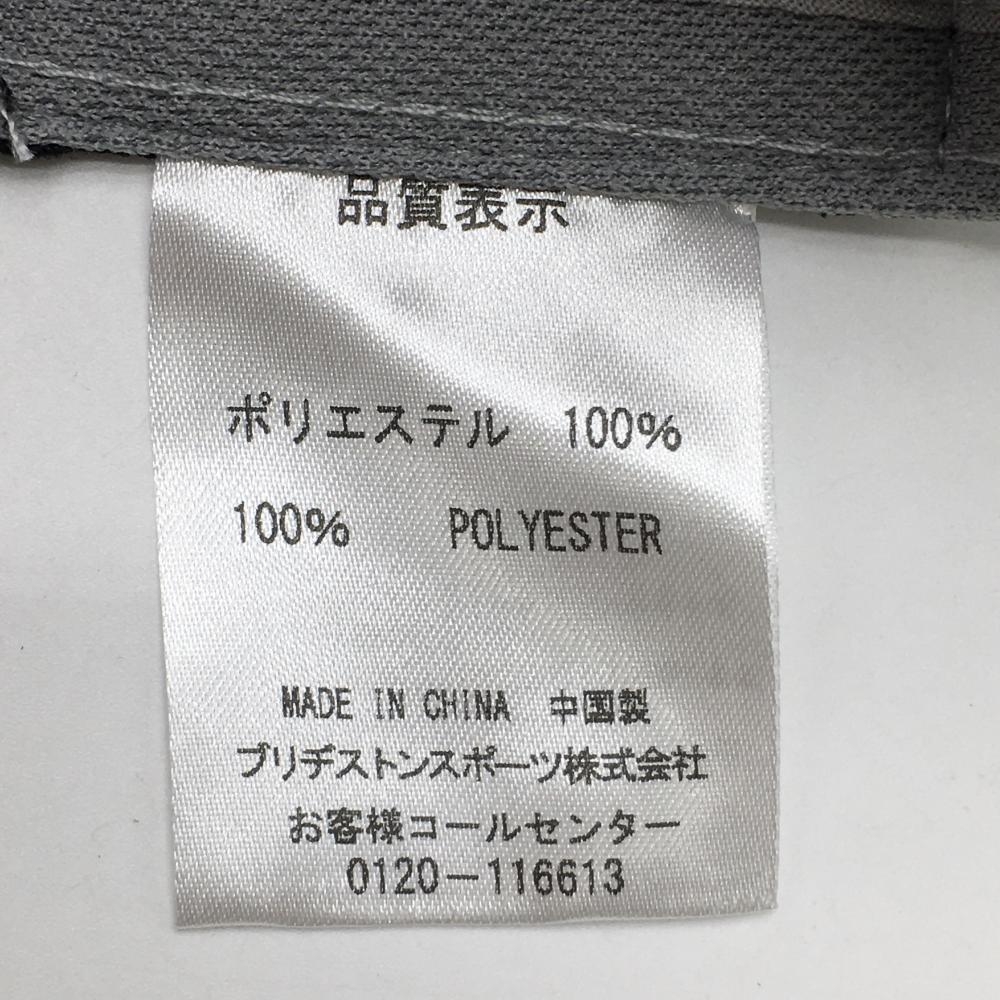 品質表示
ポリエステル 100%
100% POLYESTER
MADE IN CHINA 中国製
ブリヂストンスポーツ株式会社
お客様コールセンター
0120-116613